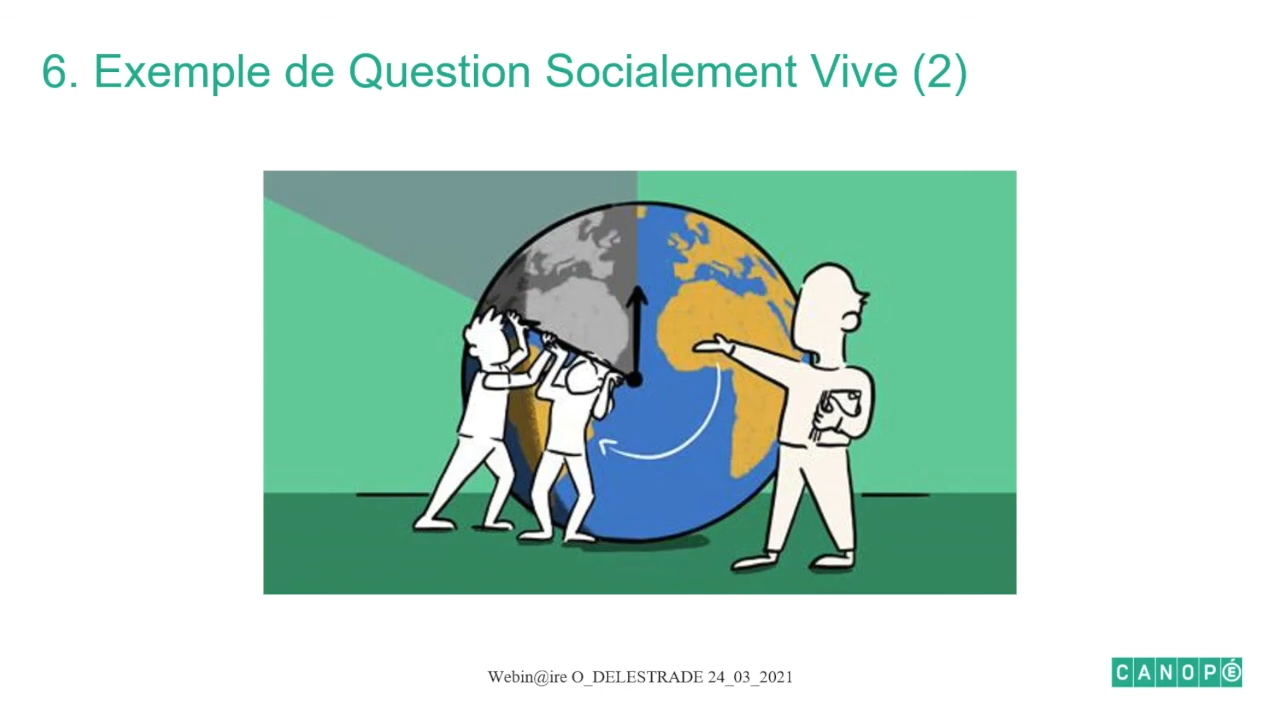 6. Exemple de Question Socialement Vive (2)
Webin@ire O_DELESTRADE 24_03_2021
CANOPÉ